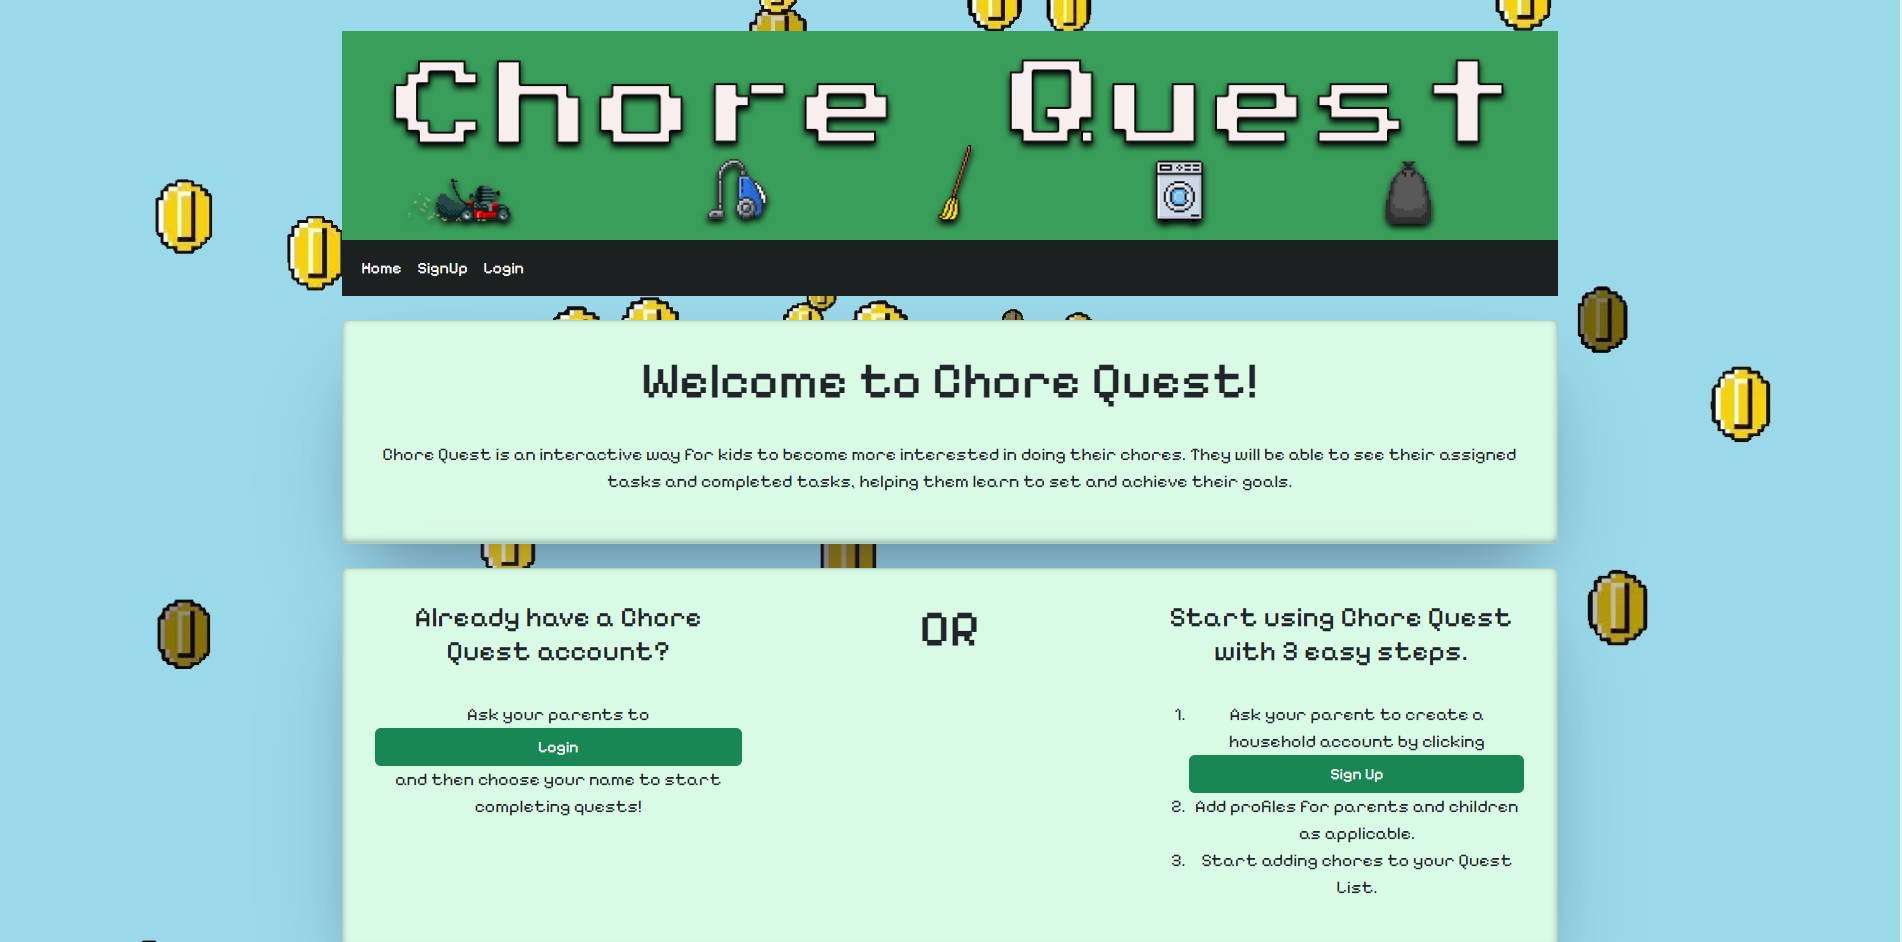 Chore Quest
Home SignUp Login
Welcome to Chore Quest!
Chore Quest is an interactive way for kids to become more interested in doing their chores. They will be able to see their assigned
tasks and completed tasks, helping them learn to set and achieve their goals.
Already have a Chore
Quest account?
Ask your parents to
Login
and then choose your name to start
completing quests!
OR
Start using Chore Quest
with 3 easy steps.
1. Ask your parent to create a
household account by clicking
Sign Up
2. Add profiles for parents and children
as applicable.
3. Start adding chores to your Quest
List.